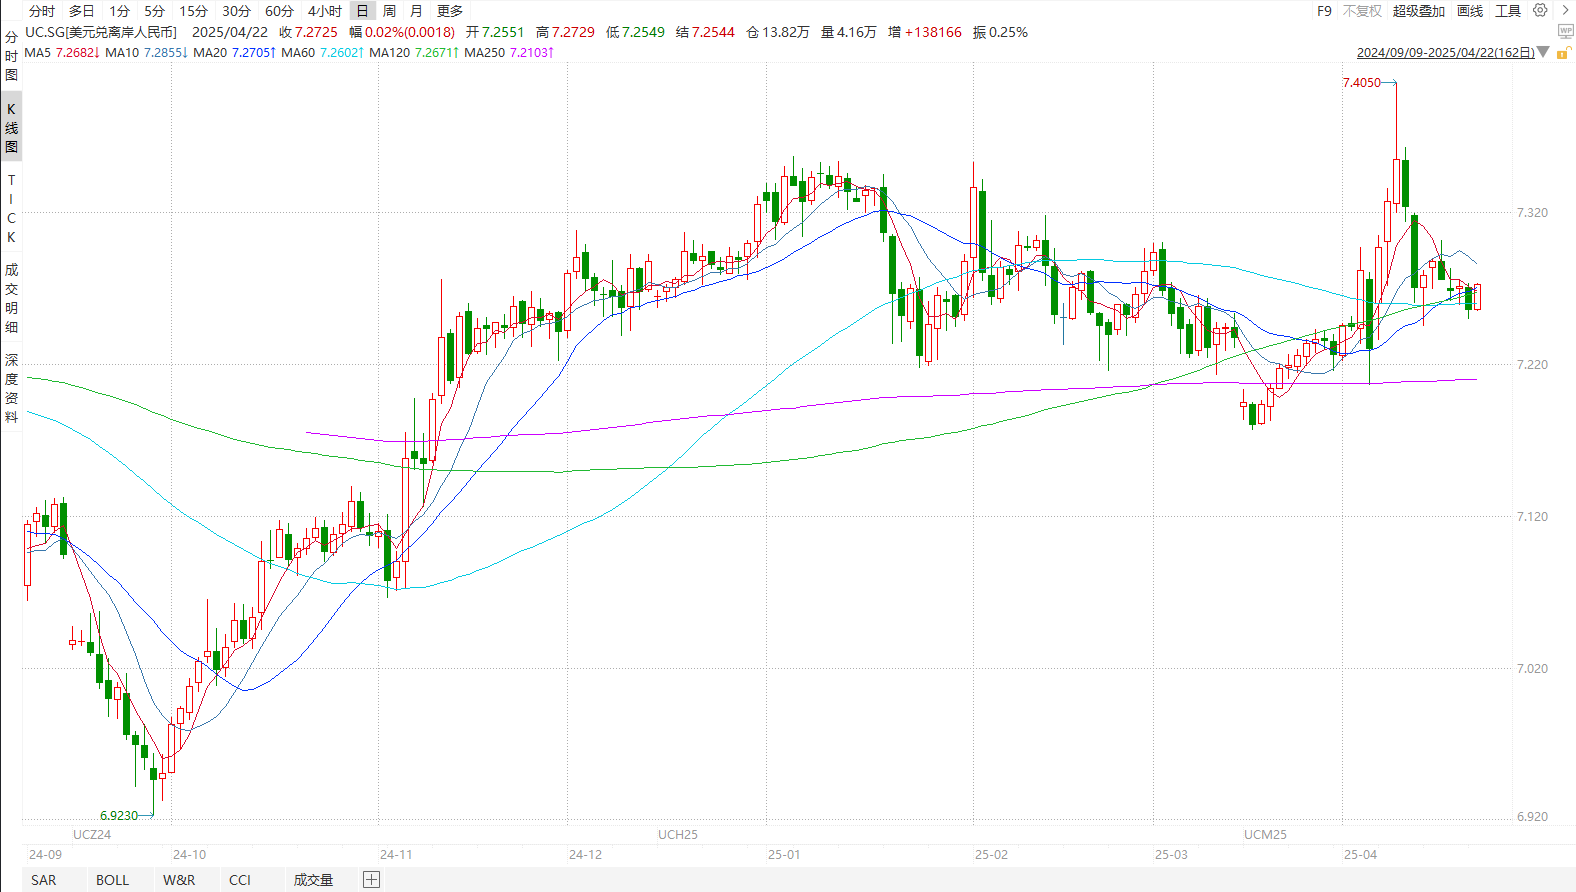 分时 多日 1分 5分 15分 30分 60分 4小时 日 周 月 更多 F9 不复权 超级叠加 画线 工具
UC.SG[美元兑离岸人民币] 2025/04/22 收 7.2725 幅 0.02%(0.0018) 开 7.2551 高 7.2729 低 7.2549 结 7.2544 仓 13.82万 量 4.16万 增 +138166 振 0.25%
WP
MA5 7.2682↓ MA10 7.2855↓ MA20 7.2705↑ MA60 7.2602↑ MA120 7.2671↑ MA250 7.2103↑ 2024/09/09-2025/04/22(162日)
分时图
K线图
TICK
成交明细
深度资料
7.4050
7.320
7.220
7.120
7.020
6.9230
6.920
UCZ24 UCH25 UCM25
24-09 24-10 24-11 24-12 25-01 25-02 25-03 25-04
SAR BOLL W&R CCI 成交量